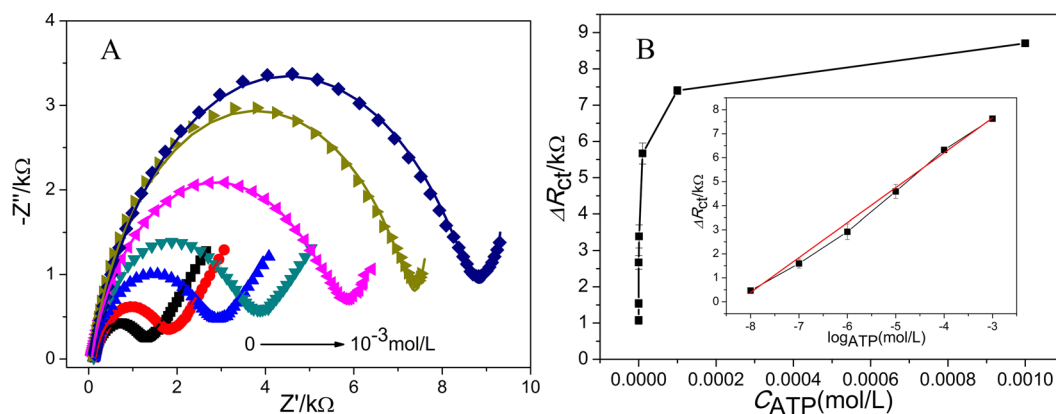 A
-Z''/kΩ
4
3
2
1
0
0 2 4 6 8 10
Z'/kΩ
0 → 10⁻³mol/L
B
ΔRct/kΩ
9
8
7
6
5
4
3
2
1
0
0.0000 0.0002 0.0004 0.0006 0.0008 0.0010
CATP(mol/L)
ΔRct/kΩ
8
7
6
5
4
3
2
1
0
-8 -7 -6 -5 -4 -3
logATP(mol/L)